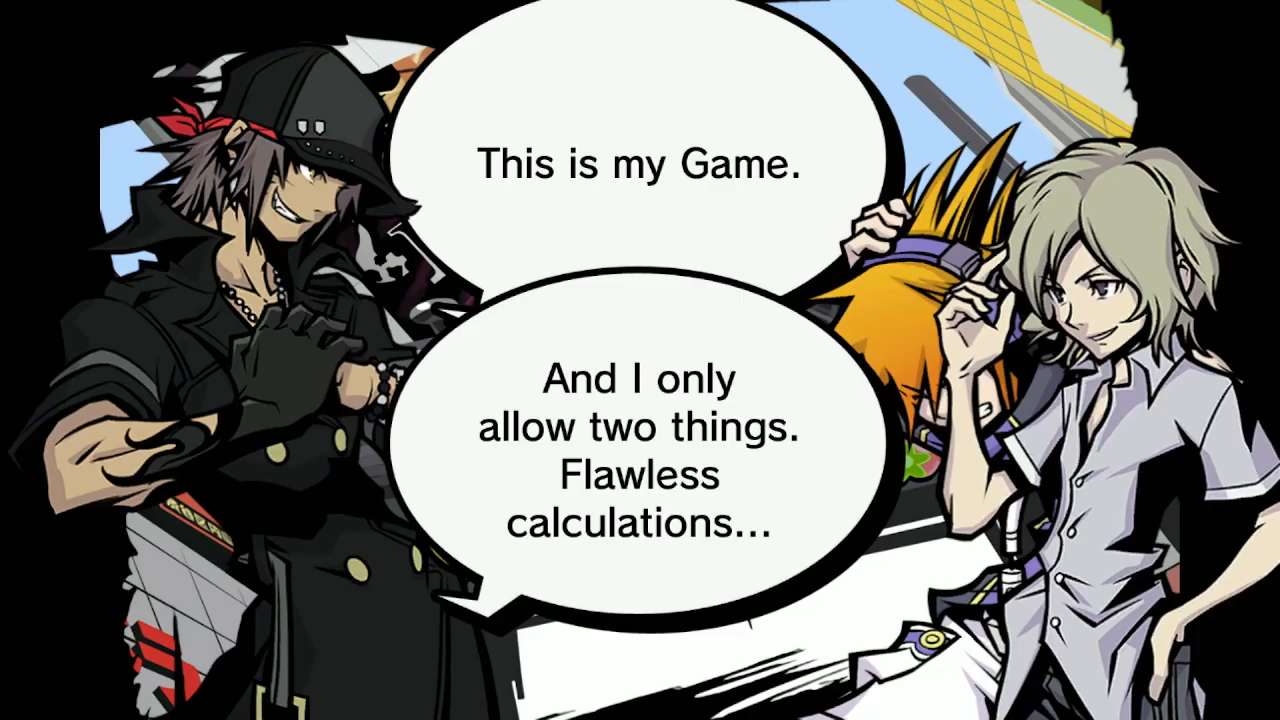 This is my Game.
And I only
allow two things.
Flawless
calculations...